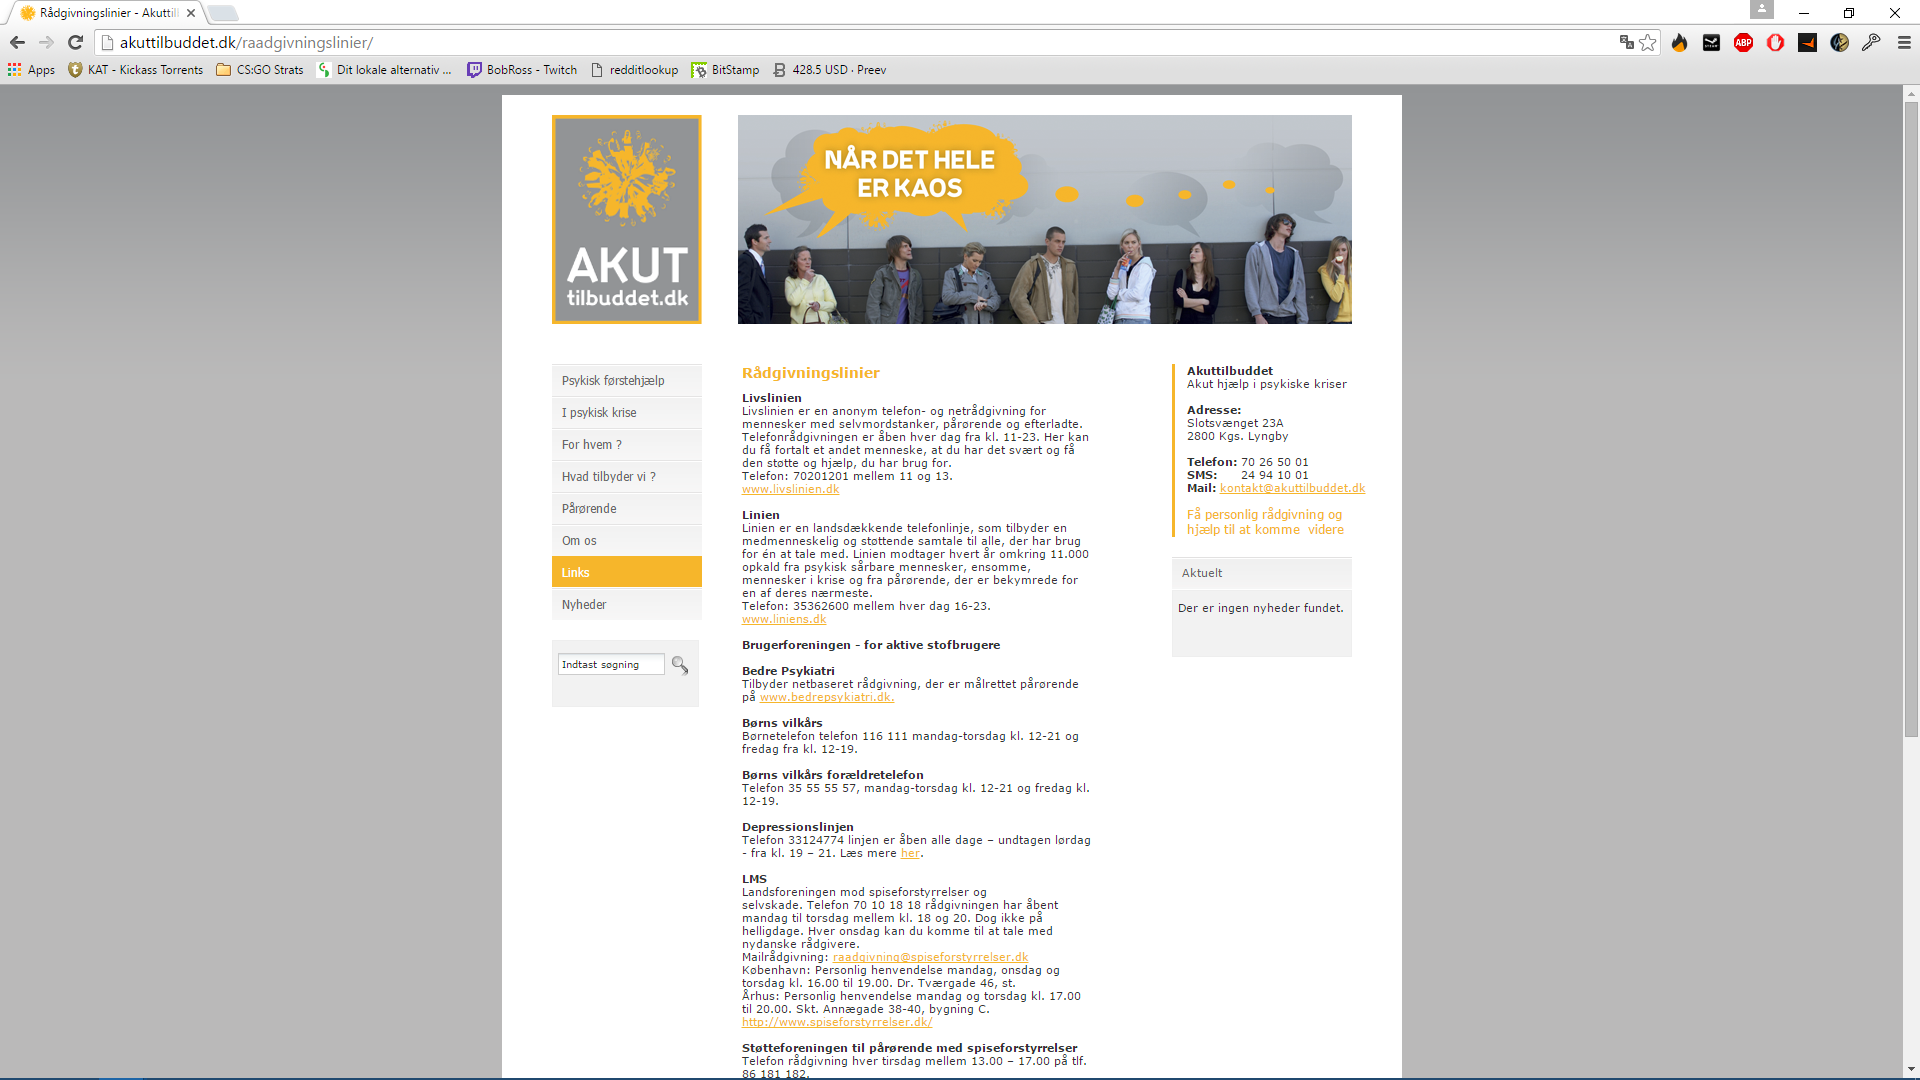 Rådgivningslinier - Akuttil
akuttilbuddet.dk/raadgivningslinier/
Apps
KAT - Kickass Torrents
CS:GO Strats
Dit lokale alternativ ...
BobRoss - Twitch
redditlookup
BitStamp
428.5 USD · Preev
ABP
AKUT
tilbuddet.dk
NÅR DET HELE
ER KAOS
Psykisk førstehjælp
I psykisk krise
For hvem ?
Hvad tilbyder vi ?
Pårørende
Om os
Links
Nyheder
Indtast søgning
Rådgivningslinier
Livslinien
Livslinien er en anonym telefon- og netrådgivning for
mennesker med selvmordstanker, pårørende og efterladte.
Telefonrådgivningen er åben hver dag fra kl. 11-23. Her kan
du få fortalt et andet menneske, at du har det svært og få
den støtte og hjælp, du har brug for.
Telefon: 70201201 mellem 11 og 13.
www.livslinien.dk
Linien
Linien er en landsdækkende telefonlinje, som tilbyder en
medmenneskelig og støttende samtale til alle, der har brug
for én at tale med. Linien modtager hvert år omkring 11.000
opkald fra psykisk sårbare mennesker, ensomme,
mennesker i krise og fra pårørende, der er bekymrede for
en af deres nærmeste.
Telefon: 35362600 mellem hver dag 16-23.
www.liniens.dk
Brugerforeningen - for aktive stofbrugere
Bedre Psykiatri
Tilbyder netbaseret rådgivning, der er målrettet pårørende
på www.bedrepsykiatri.dk.
Børns vilkårs
Børnetelefon telefon 116 111 mandag-torsdag kl. 12-21 og
fredag fra kl. 12-19.
Børns vilkårs forældretelefon
Telefon 35 55 55 57, mandag-torsdag kl. 12-21 og fredag kl.
12-19.
Depressionslinjen
Telefon 33124774 linjen er åben alle dage – undtagen lørdag
- fra kl. 19 – 21. Læs mere her.
LMS
Landsforeningen mod spiseforstyrrelser og
selvskade. Telefon 70 10 18 18 rådgivningen har åbent
mandag til torsdag mellem kl. 18 og 20. Dog ikke på
helligdage. Hver onsdag kan du komme til at tale med
nydanske rådgivere.
Mailrådgivning: raadgivning@spiseforstyrrelser.dk
København: Personlig henvendelse mandag, onsdag og
torsdag kl. 16.00 til 19.00. Dr. Tværgade 46, st.
Århus: Personlig henvendelse mandag og torsdag kl. 17.00
til 20.00. Skt. Annægade 38-40, bygning C.
http://www.spiseforstyrrelser.dk/
Støtteforeningen til pårørende med spiseforstyrrelser
Telefon rådgivning hver tirsdag mellem 13.00 – 17.00 på tlf.
86 181 182.
Akuttilbuddet
Akut hjælp i psykiske kriser
Adresse:
Slotsvænget 23A
2800 Kgs. Lyngby
Telefon: 70 26 50 01
SMS: 24 94 10 01
Mail: kontakt@akuttilbuddet.dk
Få personlig rådgivning og
hjælp til at komme videre
Aktuelt
Der er ingen nyheder fundet.